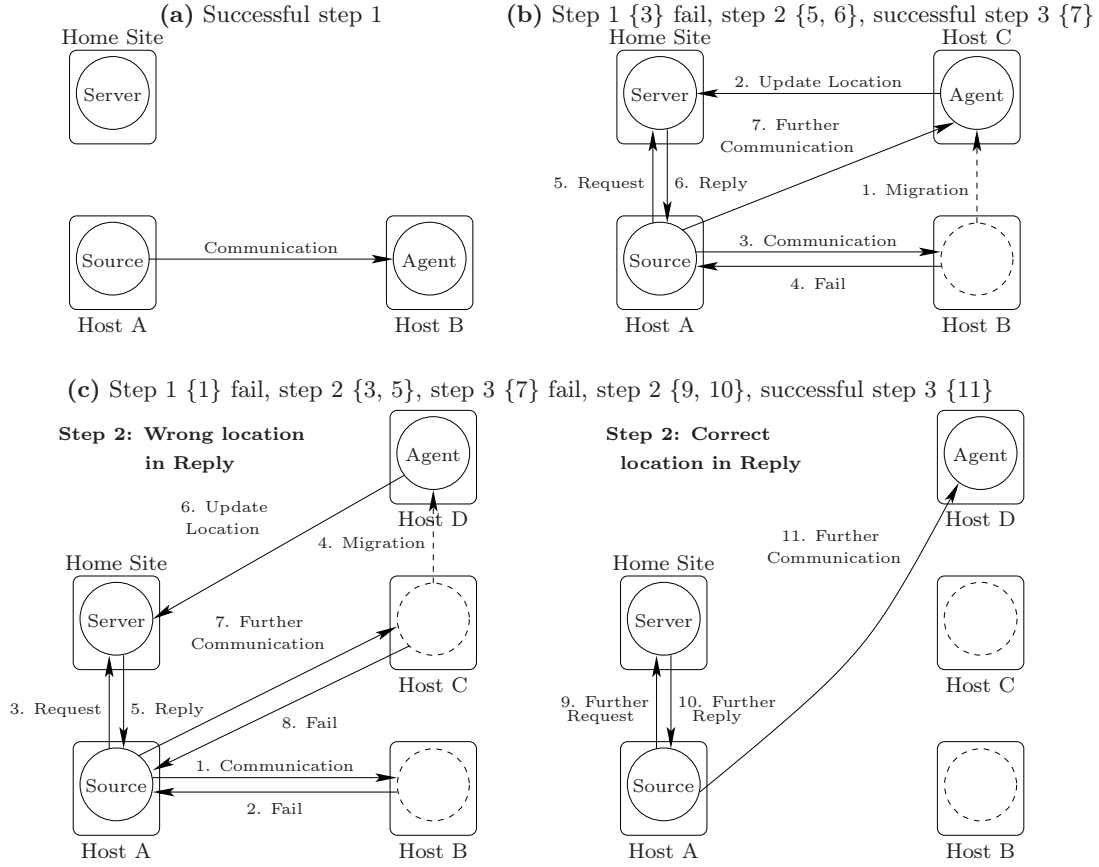 (a) Successful step 1
Home Site
Server
Source
Communication
Agent
Host A
Host B
(b) Step 1 {3} fail, step 2 {5, 6}, successful step 3 {7}
Home Site
Host C
Server
2. Update Location
Agent
7. Further
Communication
5. Request
6. Reply
1. Migration
Source
3. Communication
4. Fail
Host A
Host B
(c) Step 1 {1} fail, step 2 {3, 5}, step 3 {7} fail, step 2 {9, 10}, successful step 3 {11}
Step 2: Wrong location
in Reply
Agent
Host D
6. Update
Location
4. Migration
Home Site
Server
7. Further
Communication
Host C
3. Request
5. Reply
8. Fail
Source
1. Communication
2. Fail
Host A
Host B
Step 2: Correct
location in Reply
Agent
Host D
11. Further
Communication
Home Site
Server
Host C
9. Further
Request
10. Further
Reply
Source
Host A
Host B